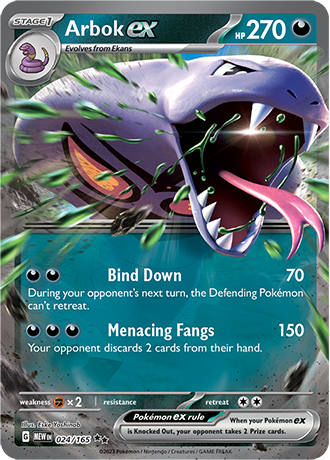 STAGE1 Arbok ex HP 270
Evolves from Ekans
Bind Down 70
During your opponent's next turn, the Defending Pokémon
can't retreat.
Menacing Fangs 150
Your opponent discards 2 cards from their hand.
weakness ×2 resistance retreat
Illus. Eske Yoshinob
Pokémon ex rule
When your Pokémon ex
is Knocked Out, your opponent takes 2 Prize cards.
G MEW EN 024/165
©2023 Pokémon / Nintendo / Creatures / GAME FREAK